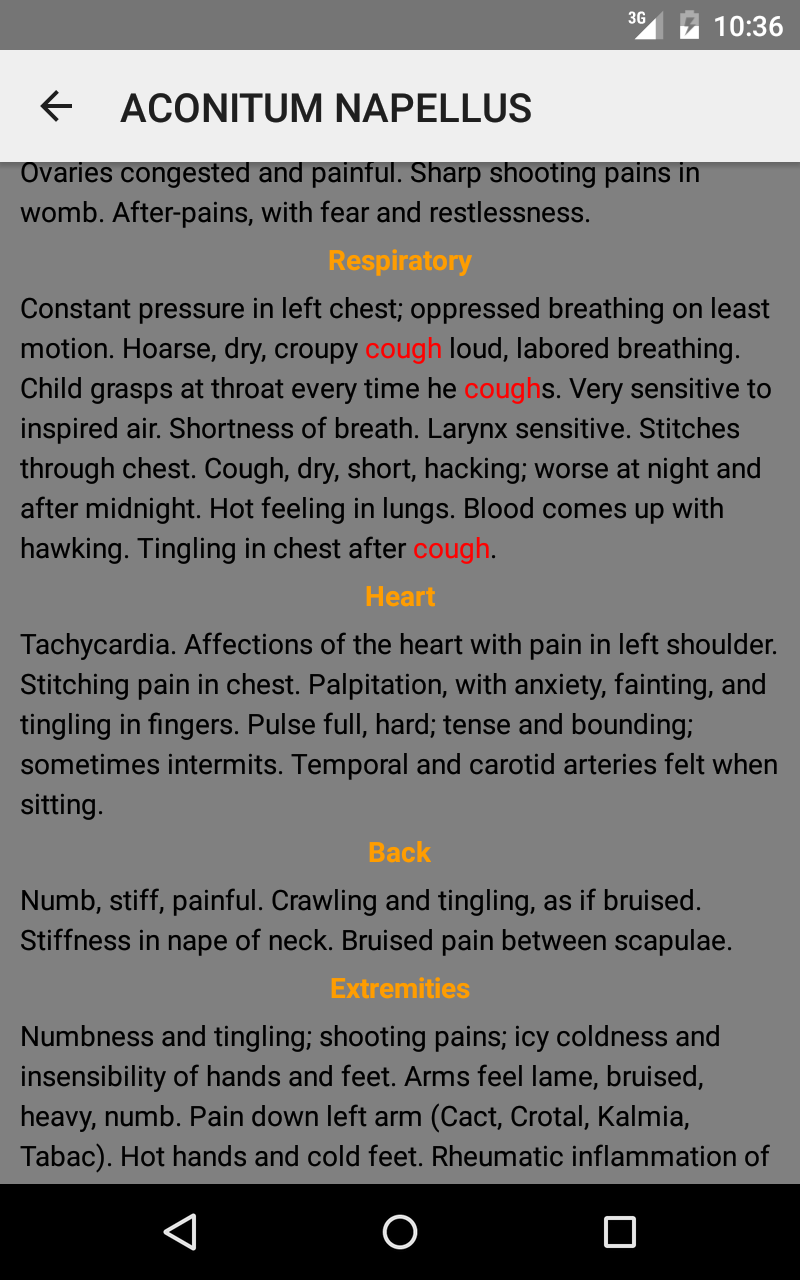 3G 10:36
ACONITUM NAPELLUS
Ovaries congested and painful. Sharp shooting pains in
womb. After-pains, with fear and restlessness.
Respiratory
Constant pressure in left chest; oppressed breathing on least
motion. Hoarse, dry, croupy cough loud, labored breathing.
Child grasps at throat every time he coughs. Very sensitive to
inspired air. Shortness of breath. Larynx sensitive. Stitches
through chest. Cough, dry, short, hacking; worse at night and
after midnight. Hot feeling in lungs. Blood comes up with
hawking. Tingling in chest after cough.
Heart
Tachycardia. Affections of the heart with pain in left shoulder.
Stitching pain in chest. Palpitation, with anxiety, fainting, and
tingling in fingers. Pulse full, hard; tense and bounding;
sometimes intermits. Temporal and carotid arteries felt when
sitting.
Back
Numb, stiff, painful. Crawling and tingling, as if bruised.
Stiffness in nape of neck. Bruised pain between scapulae.
Extremities
Numbness and tingling; shooting pains; icy coldness and
insensibility of hands and feet. Arms feel lame, bruised,
heavy, numb. Pain down left arm (Cact, Crotal, Kalmia,
Tabac). Hot hands and cold feet. Rheumatic inflammation of